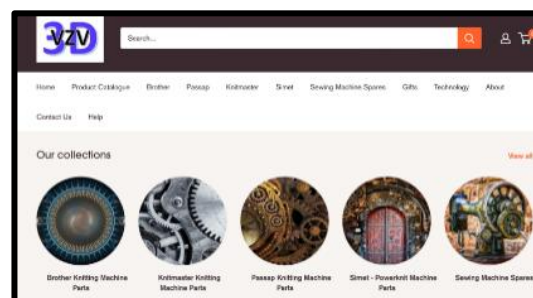 3D
VZV
Search...
Home Product Catalogue Brother Passap Knitmaster Simet Sewing Machine Spares Gifts Technology About
Contact Us Help
Our collections
View all
Brother Knitting Machine Parts
Knitmaster Knitting Machine Parts
Passap Knitting Machine Parts
Simet - Powerknit Machine Parts
Sewing Machine Spares